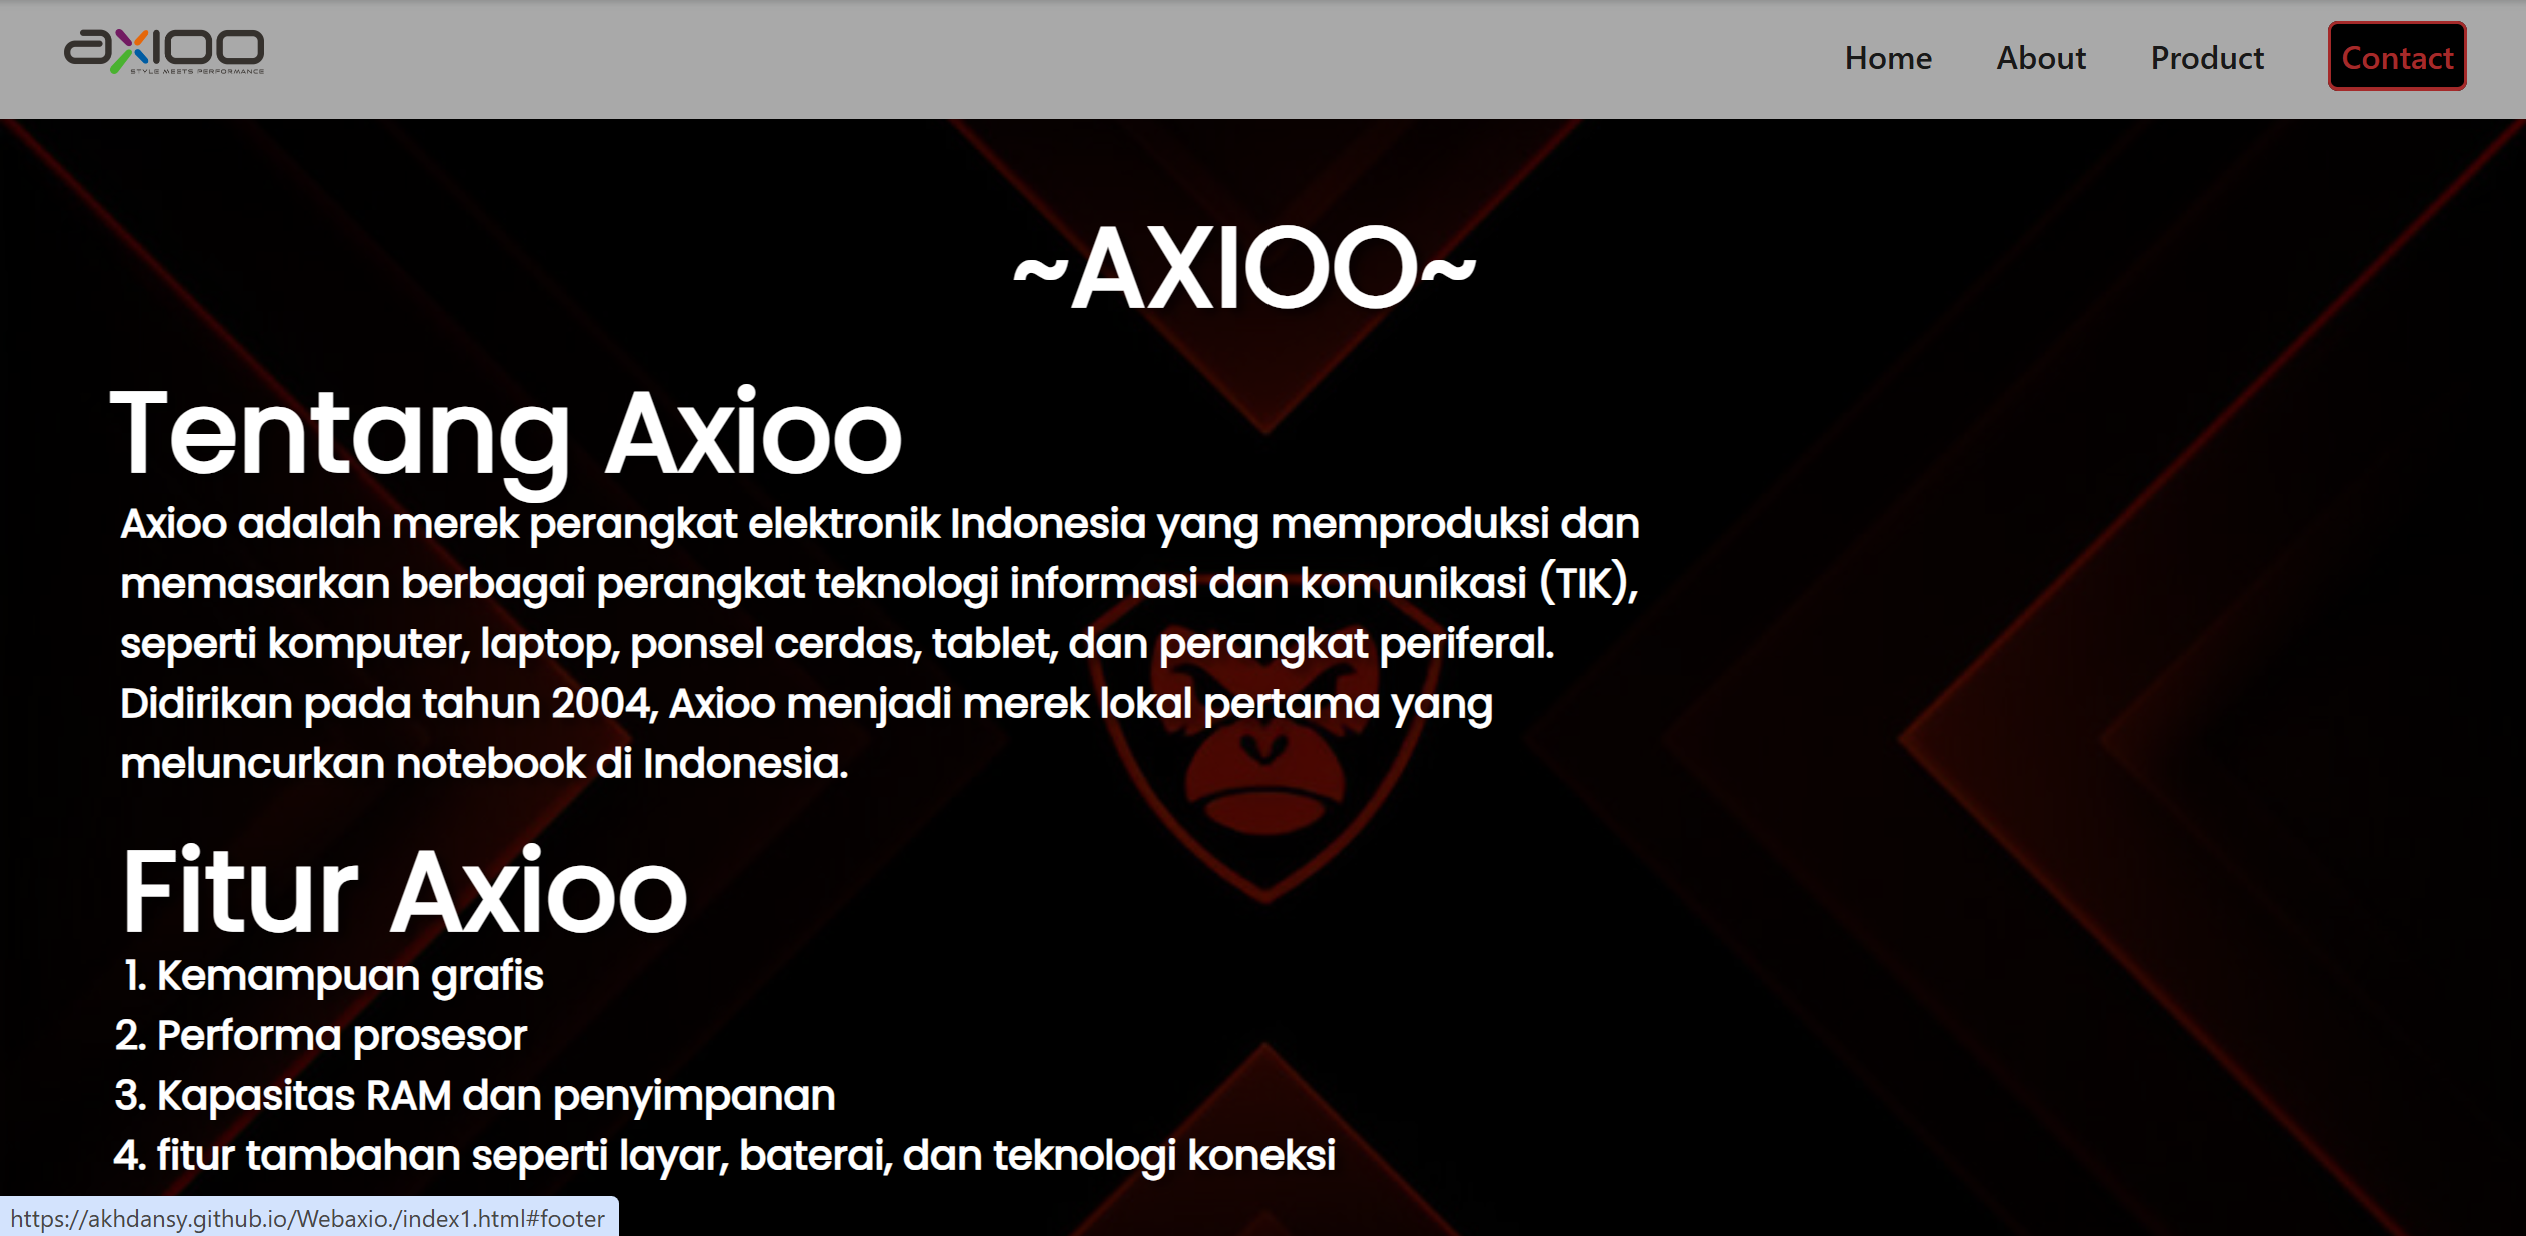 axioo
STYLE MEETS PERFORMANCE
Home About Product Contact
~AXIOO~
Tentang Axioo
Axioo adalah merek perangkat elektronik Indonesia yang memproduksi dan
memasarkan berbagai perangkat teknologi informasi dan komunikasi (TIK),
seperti komputer, laptop, ponsel cerdas, tablet, dan perangkat periferal.
Didirikan pada tahun 2004, Axioo menjadi merek lokal pertama yang
meluncurkan notebook di Indonesia.
Fitur Axioo
1. Kemampuan grafis
2. Performa prosesor
3. Kapasitas RAM dan penyimpanan
4. fitur tambahan seperti layar, baterai, dan teknologi koneksi
https://akhdansy.github.io/Webaxio./index1.html#footer